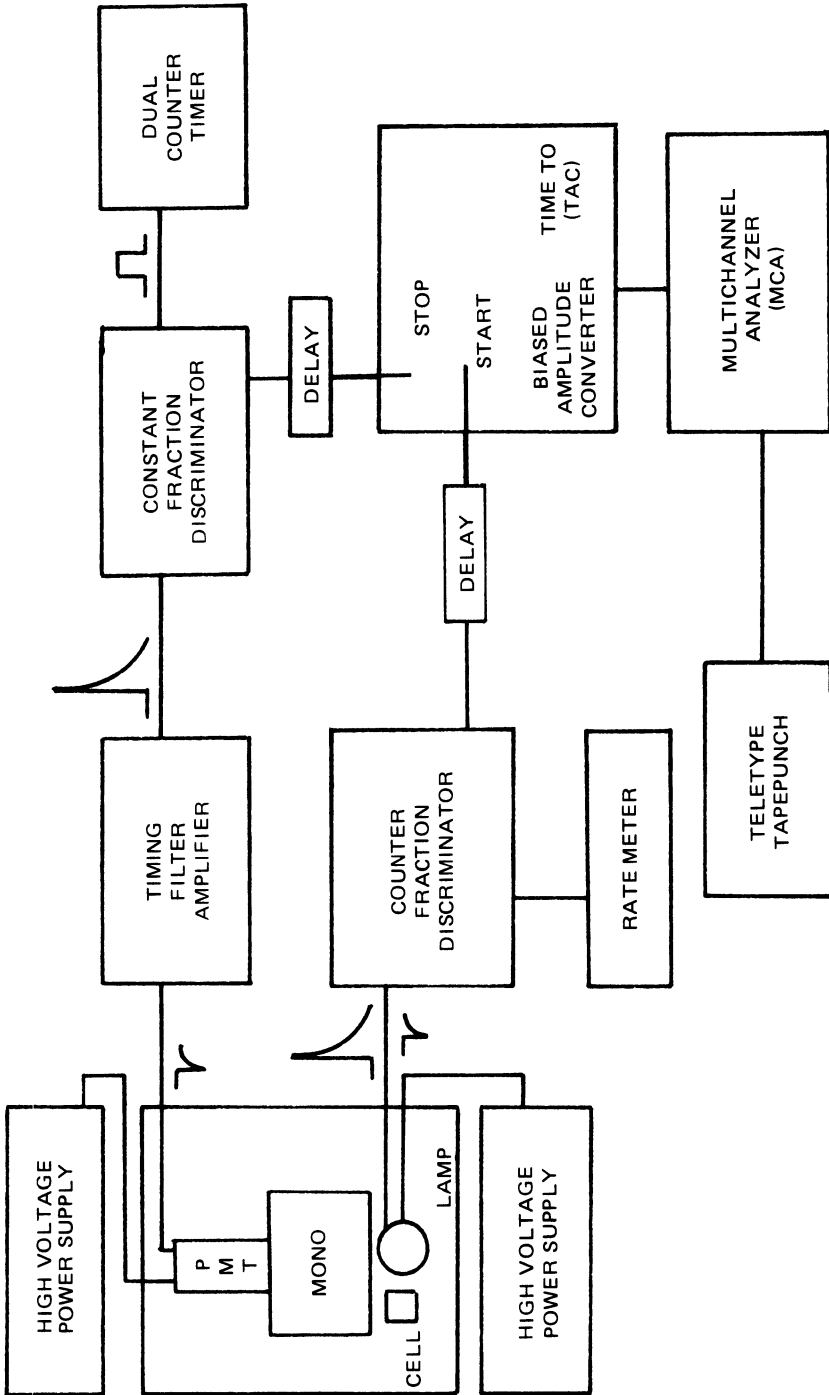 HIGH VOLTAGE
POWER SUPPLY
P
M
T
MONO
CELL
LAMP
HIGH VOLTAGE
POWER SUPPLY
TIMING
FILTER
AMPLIFIER
COUNTER
FRACTION
DISCRIMINATOR
RATE METER
CONSTANT
FRACTION
DISCRIMINATOR
DELAY
DELAY
DUAL
COUNTER
TIMER
STOP
START
BIASED
AMPLITUDE
CONVERTER
TIME TO
(TAC)
MULTICHANNEL
ANALYZER
(MCA)
TELETYPE
TAPEPUNCH